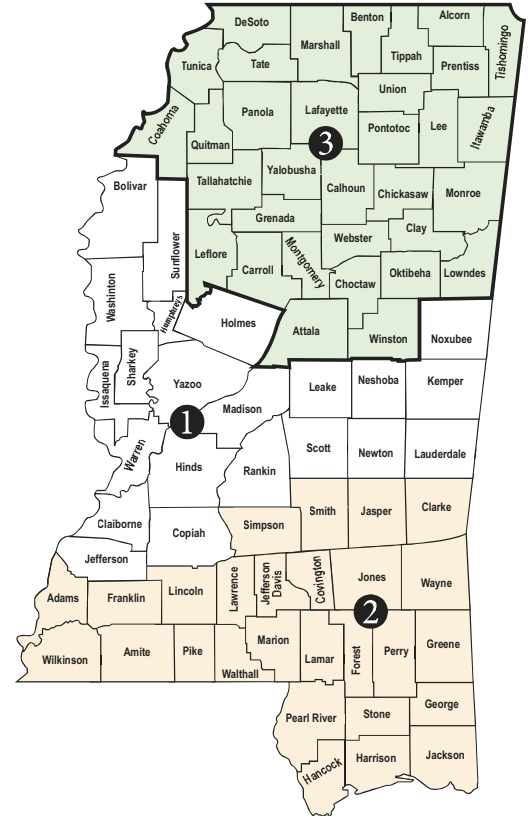 DeSoto
Benton
Alcorn
Marshall
Tippah
Tishomingo
Tunica
Tate
Prentiss
Union
Panola
Lafayette
Coahoma
Quitman
Pontotoc
Lee
Itawamba
3
Yalobusha
Tallahatchie
Calhoun
Chickasaw
Monroe
Bolivar
Grenada
Clay
Webster
Sunflower
Leflore
Carroll
Montgomery
Choctaw
Oktibeha
Lowndes
Washinton
Humphreys
Holmes
Attala
Winston
Noxubee
Issaquena
Sharkey
Yazoo
Leake
Neshoba
Kemper
Madison
1
Warren
Hinds
Rankin
Scott
Newton
Lauderdale
Claiborne
Copiah
Simpson
Smith
Jasper
Clarke
Jefferson
Adams
Franklin
Lincoln
Lawrence
Jefferson
Davis
Covington
Jones
Wayne
2
Wilkinson
Amite
Pike
Walthall
Marion
Lamar
Forest
Perry
Greene
Pearl River
Stone
George
Hancock
Harrison
Jackson